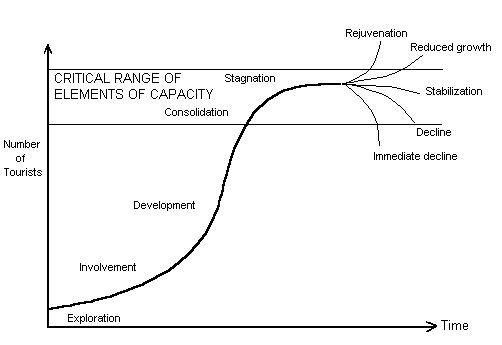 Rejuvenation
Reduced growth
CRITICAL RANGE OF
ELEMENTS OF CAPACITY
Stagnation
Stabilization
Consolidation
Decline
Number
of
Tourists
Immediate decline
Development
Involvement
Exploration
Time